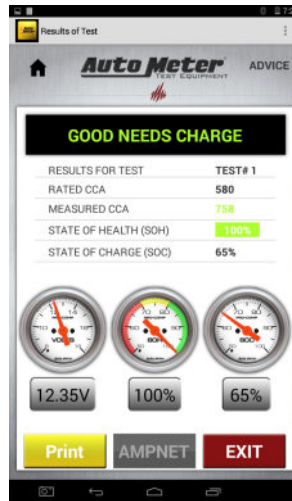 Results of Test
Auto Meter ADVICE
TEST EQUIPMENT
GOOD NEEDS CHARGE
RESULTS FOR TEST TEST# 1
RATED CCA 580
MEASURED CCA 758
STATE OF HEALTH (SOH) 100%
STATE OF CHARGE (SOC) 65%
VOLTS SOH SOC
12.35V 100% 65%
Print AMPNET EXIT